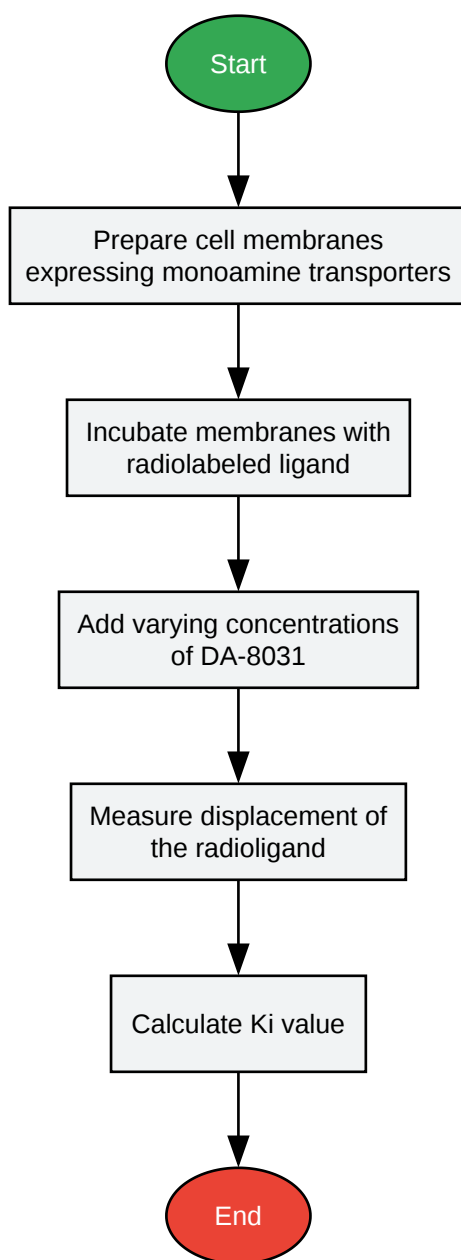 Start
Prepare cell membranes
expressing monoamine transporters
Incubate membranes with
radiolabeled ligand
Add varying concentrations
of DA-8031
Measure displacement of
the radioligand
Calculate Ki value
End